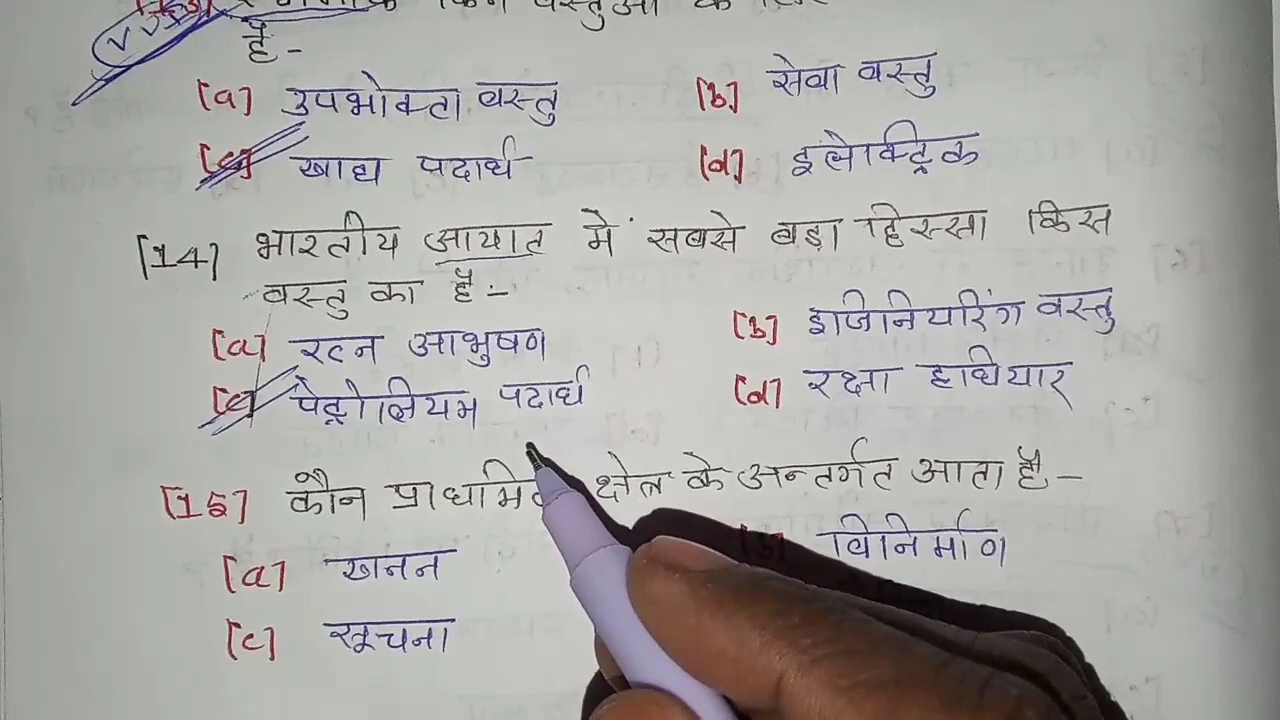 किन वस्तुओं के लिए
है -
[a] उपभोक्ता वस्तु
[b] सेवा वस्तु
[c] खाद्य पदार्थ
[d] इलैक्ट्रिक
[14] भारतीय आयात में सबसे बड़ा हिस्सा किस
वस्तु का है :-
[a] रत्न आभुषण
[b] इंजिनियरिंग वस्तु
[c] पेट्रोलियम पदार्थ
[d] रक्षा हथियार
[15] कौन प्राथमिक क्षेत्र के अन्तर्गत आता है -
[a] खनन
[b] विनिर्माण
[c] सूचना